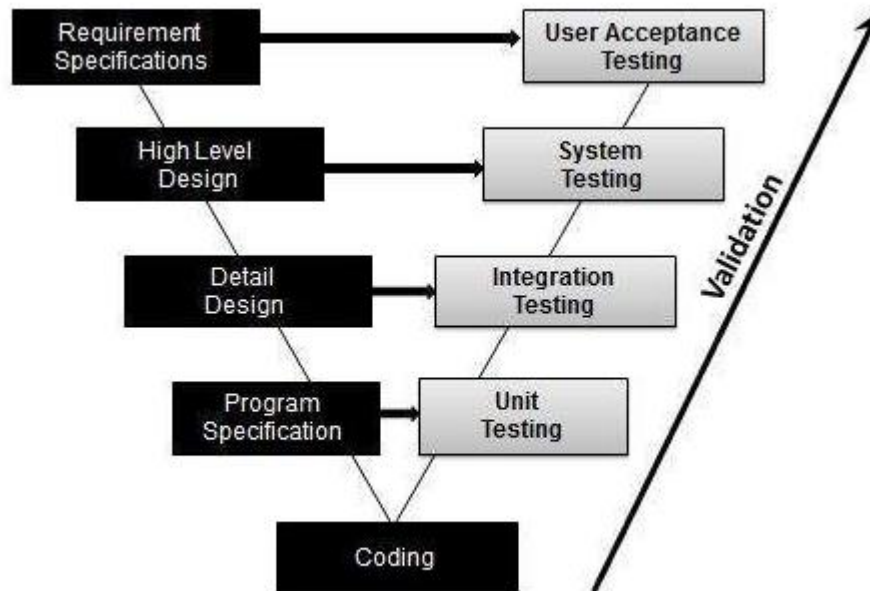 Requirement
Specifications
User Acceptance
Testing
High Level
Design
System
Testing
Detail
Design
Integration
Testing
Program
Specification
Unit
Testing
Coding
Validation